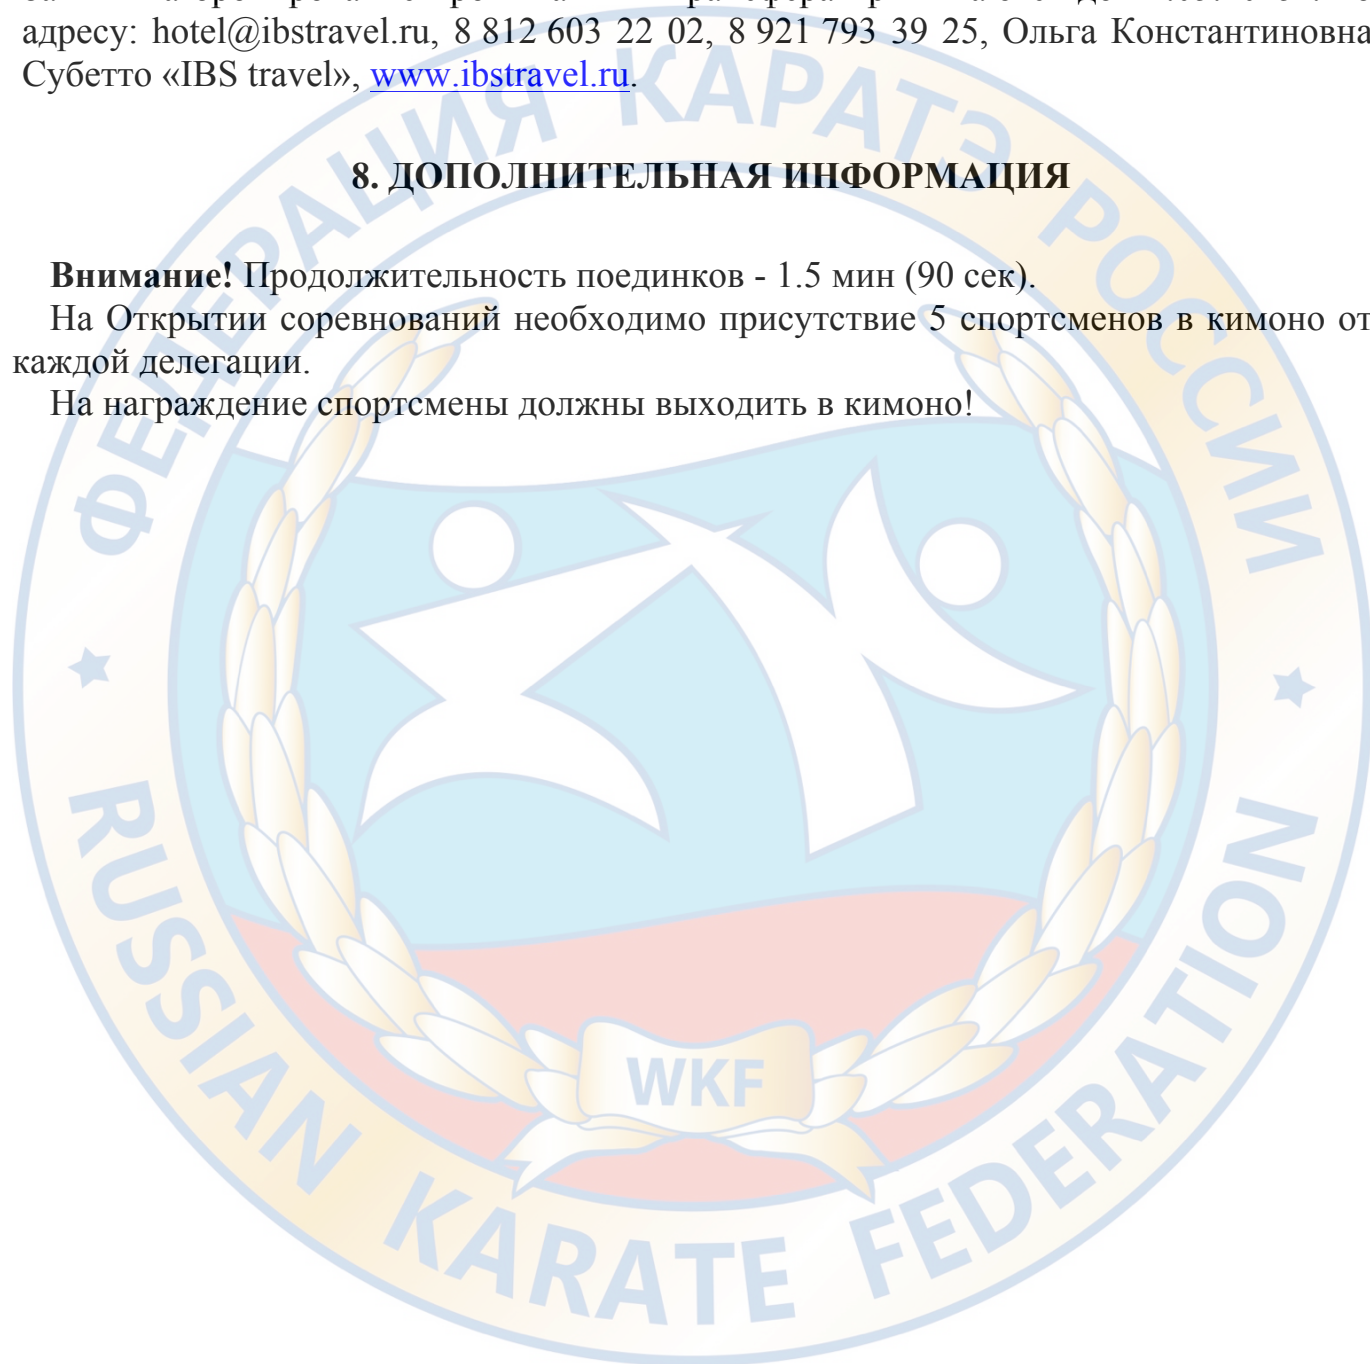 адресу: hotel@ibstravel.ru, 8 812 603 22 02, 8 921 793 39 25, Ольга Константиновна
Субетто «IBS travel», www.ibstravel.ru.
8. ДОПОЛНИТЕЛЬНАЯ ИНФОРМАЦИЯ
Внимание! Продолжительность поединков - 1.5 мин (90 сек).
На Открытии соревнований необходимо присутствие 5 спортсменов в кимоно от
каждой делегации.
На награждение спортсмены должны выходить в кимоно!
ФЕДЕРАЦИЯ КАРАТЭ РОССИИ
WKF
RUSSIAN KARATE FEDERATION